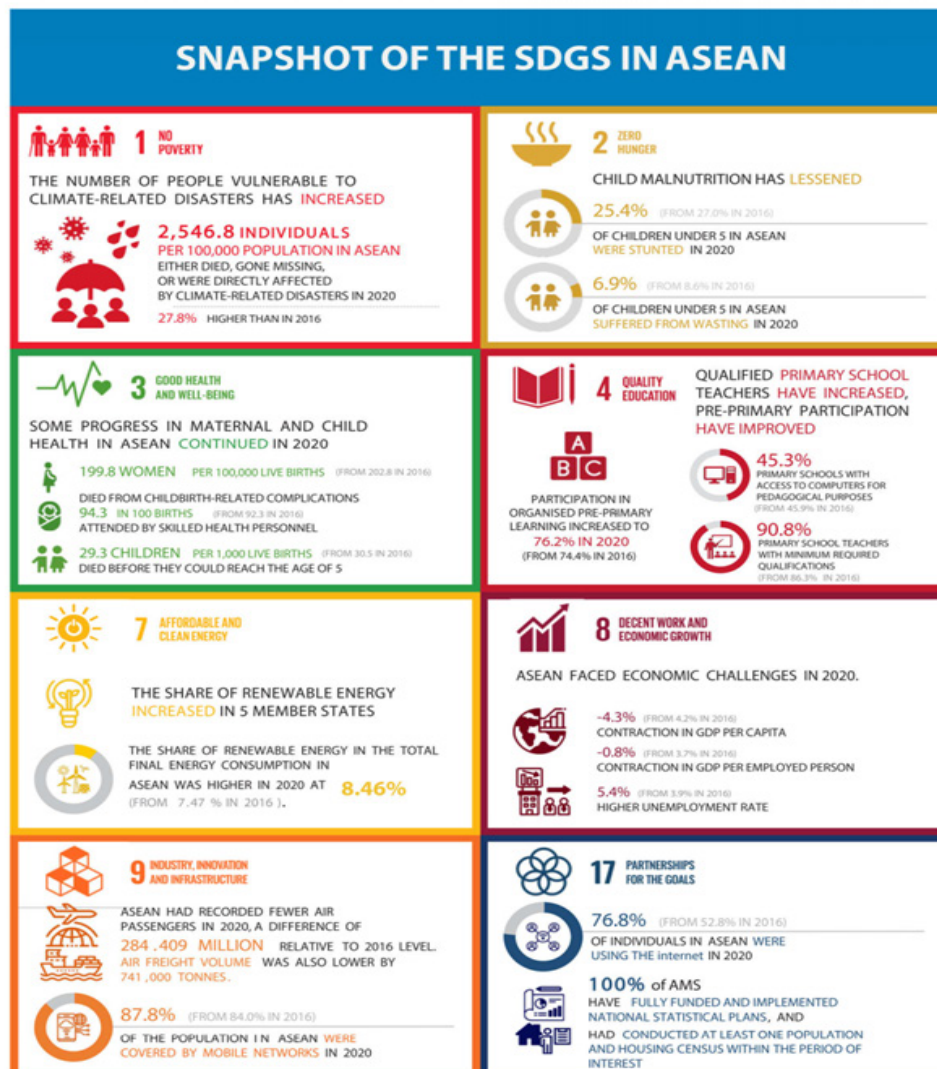 SNAPSHOT OF THE SDGS IN ASEAN
1 NO
POVERTY
THE NUMBER OF PEOPLE VULNERABLE TO
CLIMATE-RELATED DISASTERS HAS INCREASED
2,546.8 INDIVIDUALS
PER 100,000 POPULATION IN ASEAN
EITHER DIED, GONE MISSING,
OR WERE DIRECTLY AFFECTED
BY CLIMATE-RELATED DISASTERS IN 2020
27.8% HIGHER THAN IN 2016
2 ZERO
HUNGER
CHILD MALNUTRITION HAS LESSENED
25.4% (FROM 27.0% IN 2016)
OF CHILDREN UNDER 5 IN ASEAN
WERE STUNTED IN 2020
6.9% (FROM 8.6% IN 2016)
OF CHILDREN UNDER 5 IN ASEAN
SUFFERED FROM WASTING IN 2020
3 GOOD HEALTH
AND WELL-BEING
SOME PROGRESS IN MATERNAL AND CHILD
HEALTH IN ASEAN CONTINUED IN 2020
199.8 WOMEN PER 100,000 LIVE BIRTHS (FROM 202.8 IN 2016)
DIED FROM CHILDBIRTH-RELATED COMPLICATIONS
94.3 IN 100 BIRTHS (FROM 92.3 IN 2016)
ATTENDED BY SKILLED HEALTH PERSONNEL
29.3 CHILDREN PER 1,000 LIVE BIRTHS (FROM 30.5 IN 2016)
DIED BEFORE THEY COULD REACH THE AGE OF 5
4 QUALITY
EDUCATION
QUALIFIED PRIMARY SCHOOL
TEACHERS HAVE INCREASED,
PRE-PRIMARY PARTICIPATION
HAVE IMPROVED
A
B C
PARTICIPATION IN
ORGANISED PRE-PRIMARY
LEARNING INCREASED TO
76.2% IN 2020
(FROM 74.4% IN 2016)
45.3%
PRIMARY SCHOOLS WITH
ACCESS TO COMPUTERS FOR
PEDAGOGICAL PURPOSES
(FROM 45.9% IN 2016)
90.8%
PRIMARY SCHOOL TEACHERS
WITH MINIMUM REQUIRED
QUALIFICATIONS
(FROM 86.3% IN 2016)
7 AFFORDABLE AND
CLEAN ENERGY
THE SHARE OF RENEWABLE ENERGY
INCREASED IN 5 MEMBER STATES
THE SHARE OF RENEWABLE ENERGY IN THE TOTAL
FINAL ENERGY CONSUMPTION IN
ASEAN WAS HIGHER IN 2020 AT 8.46%
(FROM 7.47 % IN 2016 ).
8 DECENT WORK AND
ECONOMIC GROWTH
ASEAN FACED ECONOMIC CHALLENGES IN 2020.
-4.3% (FROM 4.2% IN 2016)
CONTRACTION IN GDP PER CAPITA
-0.8% (FROM 3.7% IN 2016)
CONTRACTION IN GDP PER EMPLOYED PERSON
5.4% (FROM 3.9% IN 2016)
HIGHER UNEMPLOYMENT RATE
9 INDUSTRY, INNOVATION
AND INFRASTRUCTURE
ASEAN HAD RECORDED FEWER AIR
PASSENGERS IN 2020, A DIFFERENCE OF
284 .409 MILLION RELATIVE TO 2016 LEVEL.
AIR FREIGHT VOLUME WAS ALSO LOWER BY
741 ,000 TONNES.
87.8% (FROM 84.0% IN 2016)
OF THE POPULATION IN ASEAN WERE
COVERED BY MOBILE NETWORKS IN 2020
17 PARTNERSHIPS
FOR THE GOALS
76.8% (FROM 52.8% IN 2016)
OF INDIVIDUALS IN ASEAN WERE
USING THE internet IN 2020
100% of AMS
HAVE FULLY FUNDED AND IMPLEMENTED
NATIONAL STATISTICAL PLANS, AND
HAD CONDUCTED AT LEAST ONE POPULATION
AND HOUSING CENSUS WITHIN THE PERIOD OF
INTEREST